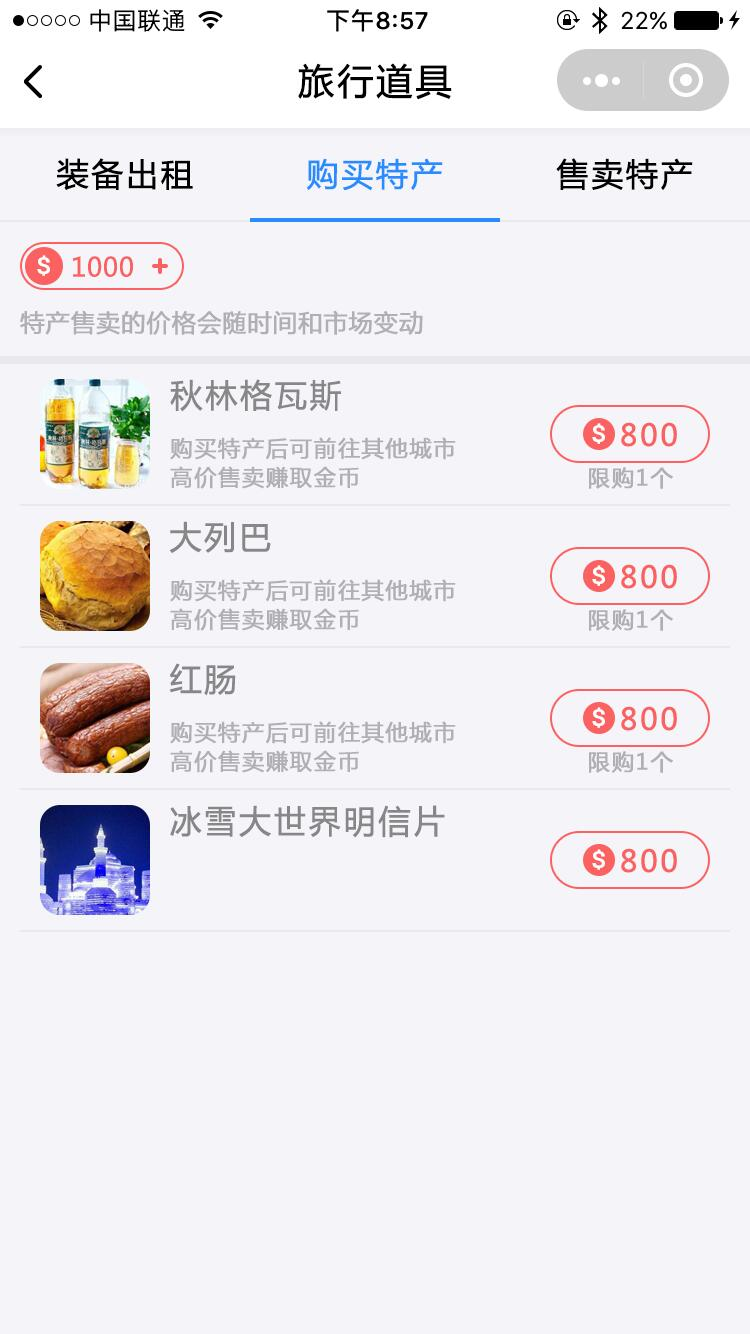 中国联通 下午8:57 22%
旅行道具
装备出租 购买特产 售卖特产
$ 1000 +
特产售卖的价格会随时间和市场变动
秋林格瓦斯
购买特产后可前往其他城市
高价售卖赚取金币
$800
限购1个
大列巴
购买特产后可前往其他城市
高价售卖赚取金币
$800
限购1个
红肠
购买特产后可前往其他城市
高价售卖赚取金币
$800
限购1个
冰雪大世界明信片
$800